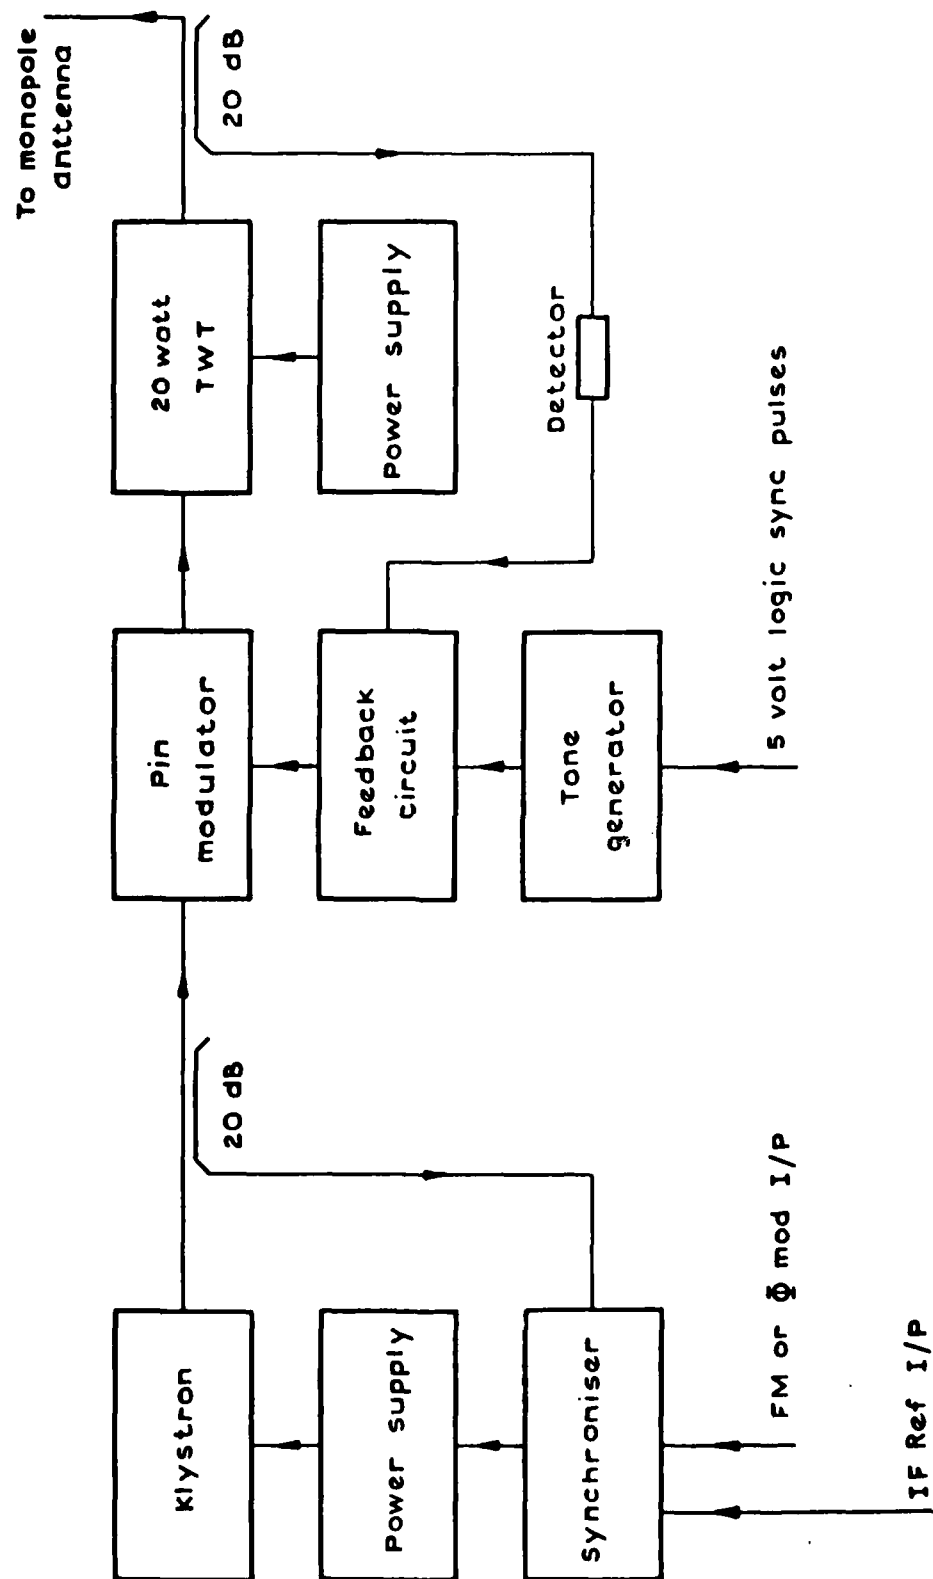 Klystron
20 dB
Pin
modulator
20 watt
TWT
To monopole
anttenna
20 dB
Power supply
Feedback
circuit
Power supply
Detector
Synchroniser
Tone
generator
FM or Φ mod I/P
IF Ref I/P
5 volt logic sync pulses